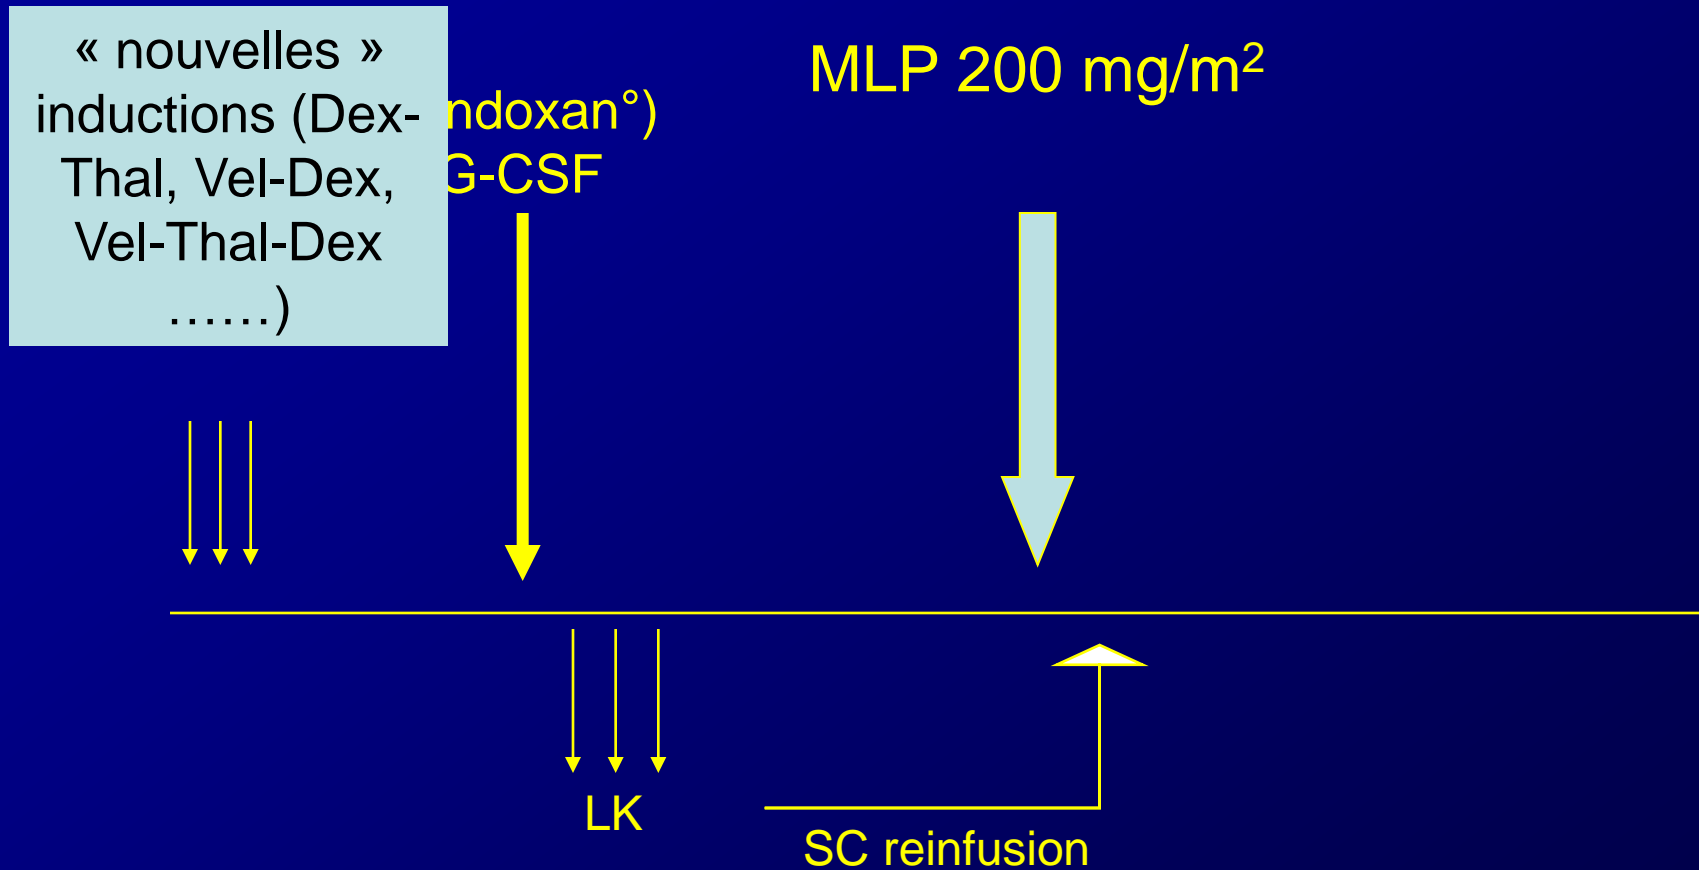 « nouvelles »
inductions (Dex-
Thal, Vel-Dex,
Vel-Thal-Dex
……)
ndoxan°)
G-CSF
MLP 200 mg/m²
LK
SC reinfusion